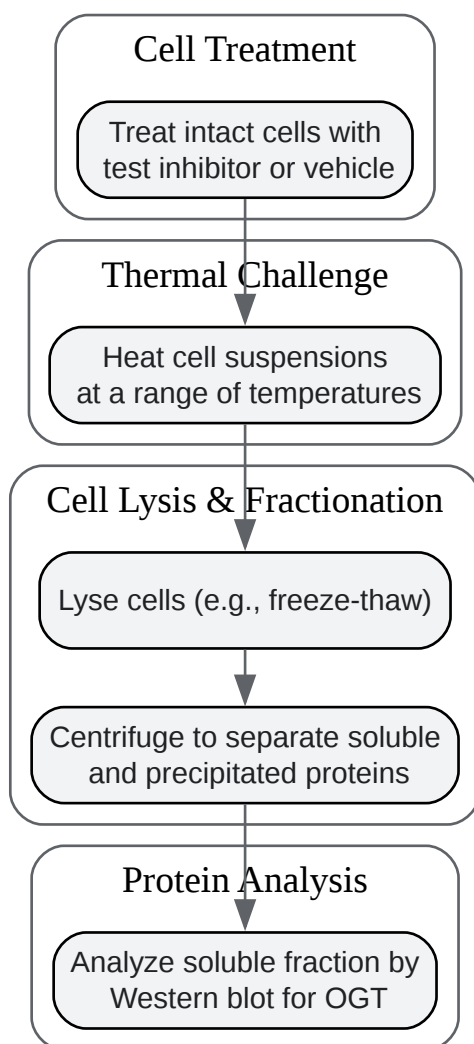 Cell Treatment
Treat intact cells with
test inhibitor or vehicle
Thermal Challenge
Heat cell suspensions
at a range of temperatures
Cell Lysis & Fractionation
Lyse cells (e.g., freeze-thaw)
Centrifuge to separate soluble
and precipitated proteins
Protein Analysis
Analyze soluble fraction by
Western blot for OGT